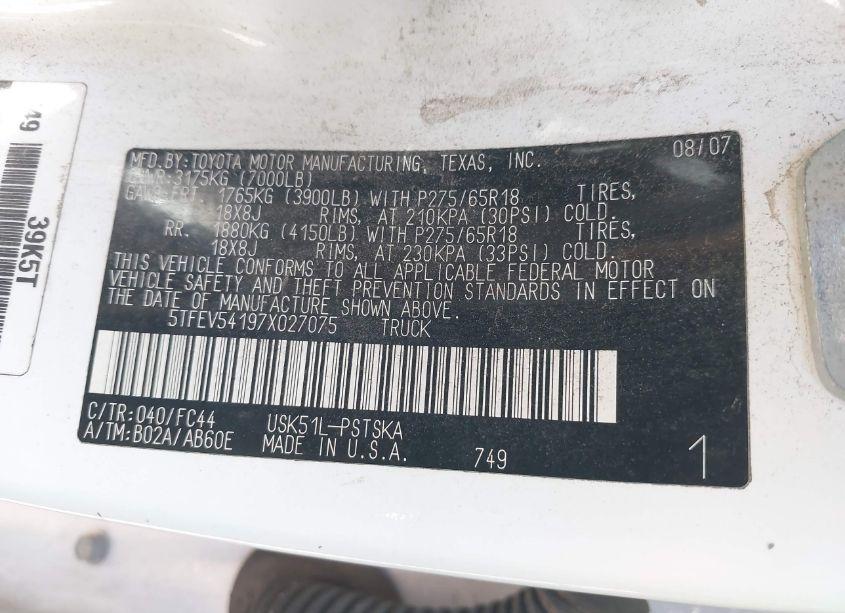 MFD.BY:TOYOTA MOTOR MANUFACTURING, TEXAS, INC. 08/07
GVWR 3175KG (7000LB)
GAWR FRT. 1765KG (3900LB) WITH P275/65R18 TIRES,
18X8J RIMS, AT 210KPA (30PSI) COLD.
RR. 1880KG (4150LB) WITH P275/65R18 TIRES,
18X8J RIMS, AT 230KPA (33PSI) COLD.
THIS VEHICLE CONFORMS TO ALL APPLICABLE FEDERAL MOTOR
VEHICLE SAFETY AND THEFT PREVENTION STANDARDS IN EFFECT ON
THE DATE OF MANUFACTURE SHOWN ABOVE.
5TFEV54197X027075 TRUCK
C/TR:040/FC44 USK51L-PSTSKA
A/TM:B02A/AB60E MADE IN U.S.A. 749 1
39K5T
49